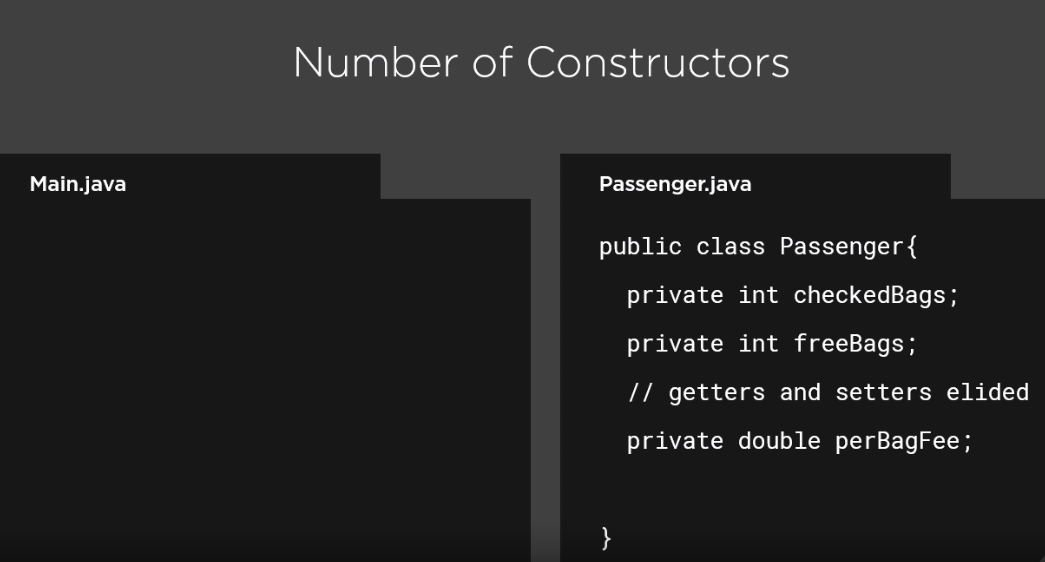 Number of Constructors
Main.java
Passenger.java
public class Passenger{
private int checkedBags;
private int freeBags;
// getters and setters elided
private double perBagFee;
}